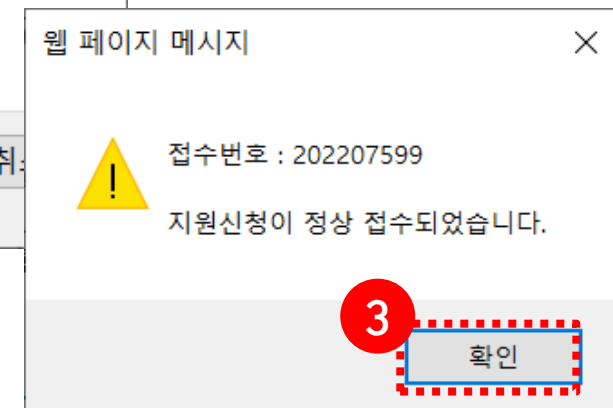 웹 페이지 메시지
접수번호 : 202207599
지원신청이 정상 접수되었습니다.
3
확인